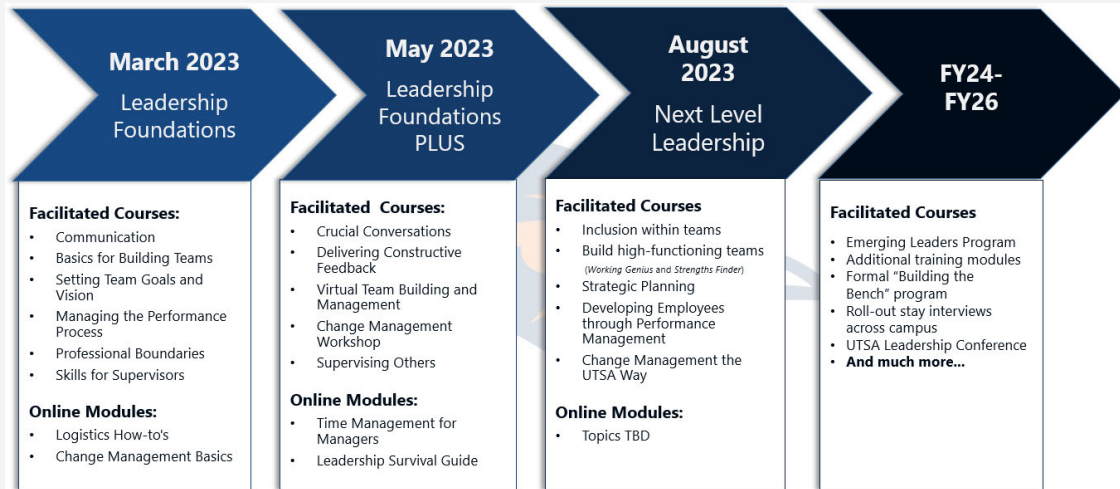 March 2023
Leadership
Foundations
Facilitated Courses:
• Communication
• Basics for Building Teams
• Setting Team Goals and
Vision
• Managing the Performance
Process
• Professional Boundaries
• Skills for Supervisors
Online Modules:
• Logistics How-to's
• Change Management Basics
May 2023
Leadership
Foundations
PLUS
Facilitated Courses:
• Crucial Conversations
• Delivering Constructive
Feedback
• Virtual Team Building and
Management
• Change Management
Workshop
• Supervising Others
Online Modules:
• Time Management for
Managers
• Leadership Survival Guide
August
2023
Next Level
Leadership
Facilitated Courses
• Inclusion within teams
• Build high-functioning teams
(Working Genius and Strengths Finder)
• Strategic Planning
• Developing Employees
through Performance
Management
• Change Management the
UTSA Way
Online Modules:
• Topics TBD
FY24-
FY26
Facilitated Courses
• Emerging Leaders Program
• Additional training modules
• Formal “Building the
Bench” program
• Roll-out stay interviews
across campus
• UTSA Leadership Conference
• And much more...